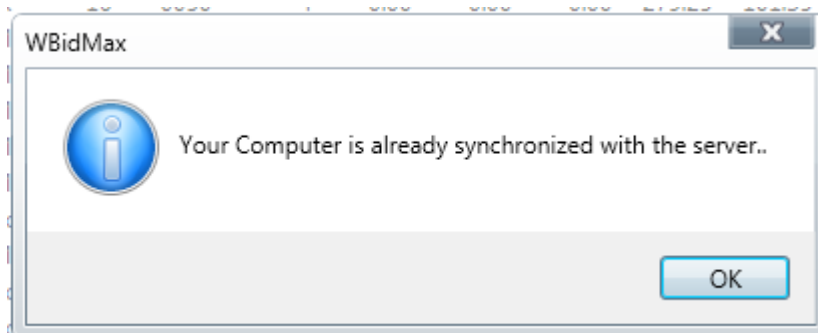 WBidMax
Your Computer is already synchronized with the server..
OK